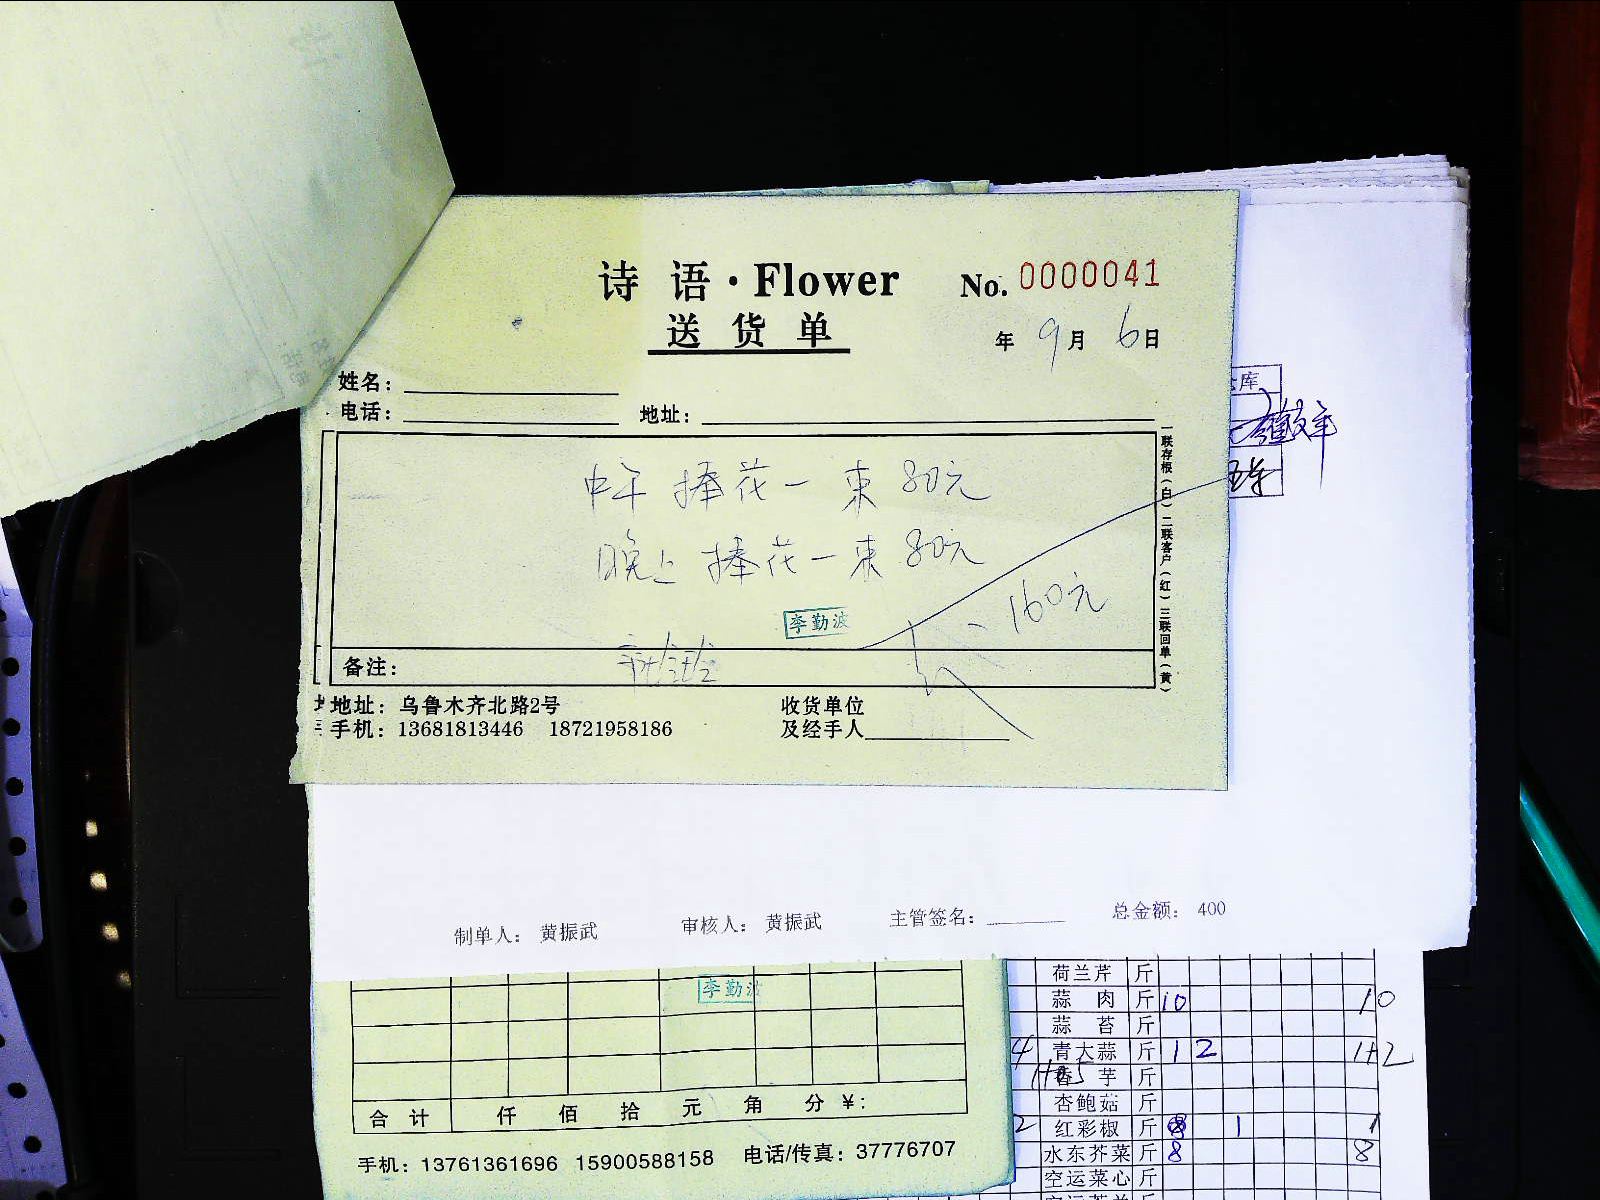 诗语·Flower No. 0000041
送货单
年 9月 6日
姓名：
电话： 地址：
中午 捧花一束 80元
晚上 捧花一束 80元
160元
李勤波
备注：
一联存根（白）二联客户（红）三联回单（黄）
地址：乌鲁木齐北路2号
手机：13681813446 18721958186
收货单位
及经手人
库
制单人： 黄振武 审核人： 黄振武 主管签名： 总金额： 400
李勤波
合计 仟 佰 拾 元 角 分 ￥:
手机：13761361696 15900588158 电话/传真：37776707
荷兰芹 斤
蒜肉 斤 10 10
蒜苔 斤
4 青大蒜 斤 1 2 1+2
香芋 斤
杏鲍菇 斤
2 红彩椒 斤 8 1 1
水东芥菜 斤 8 8
空运菜心 斤